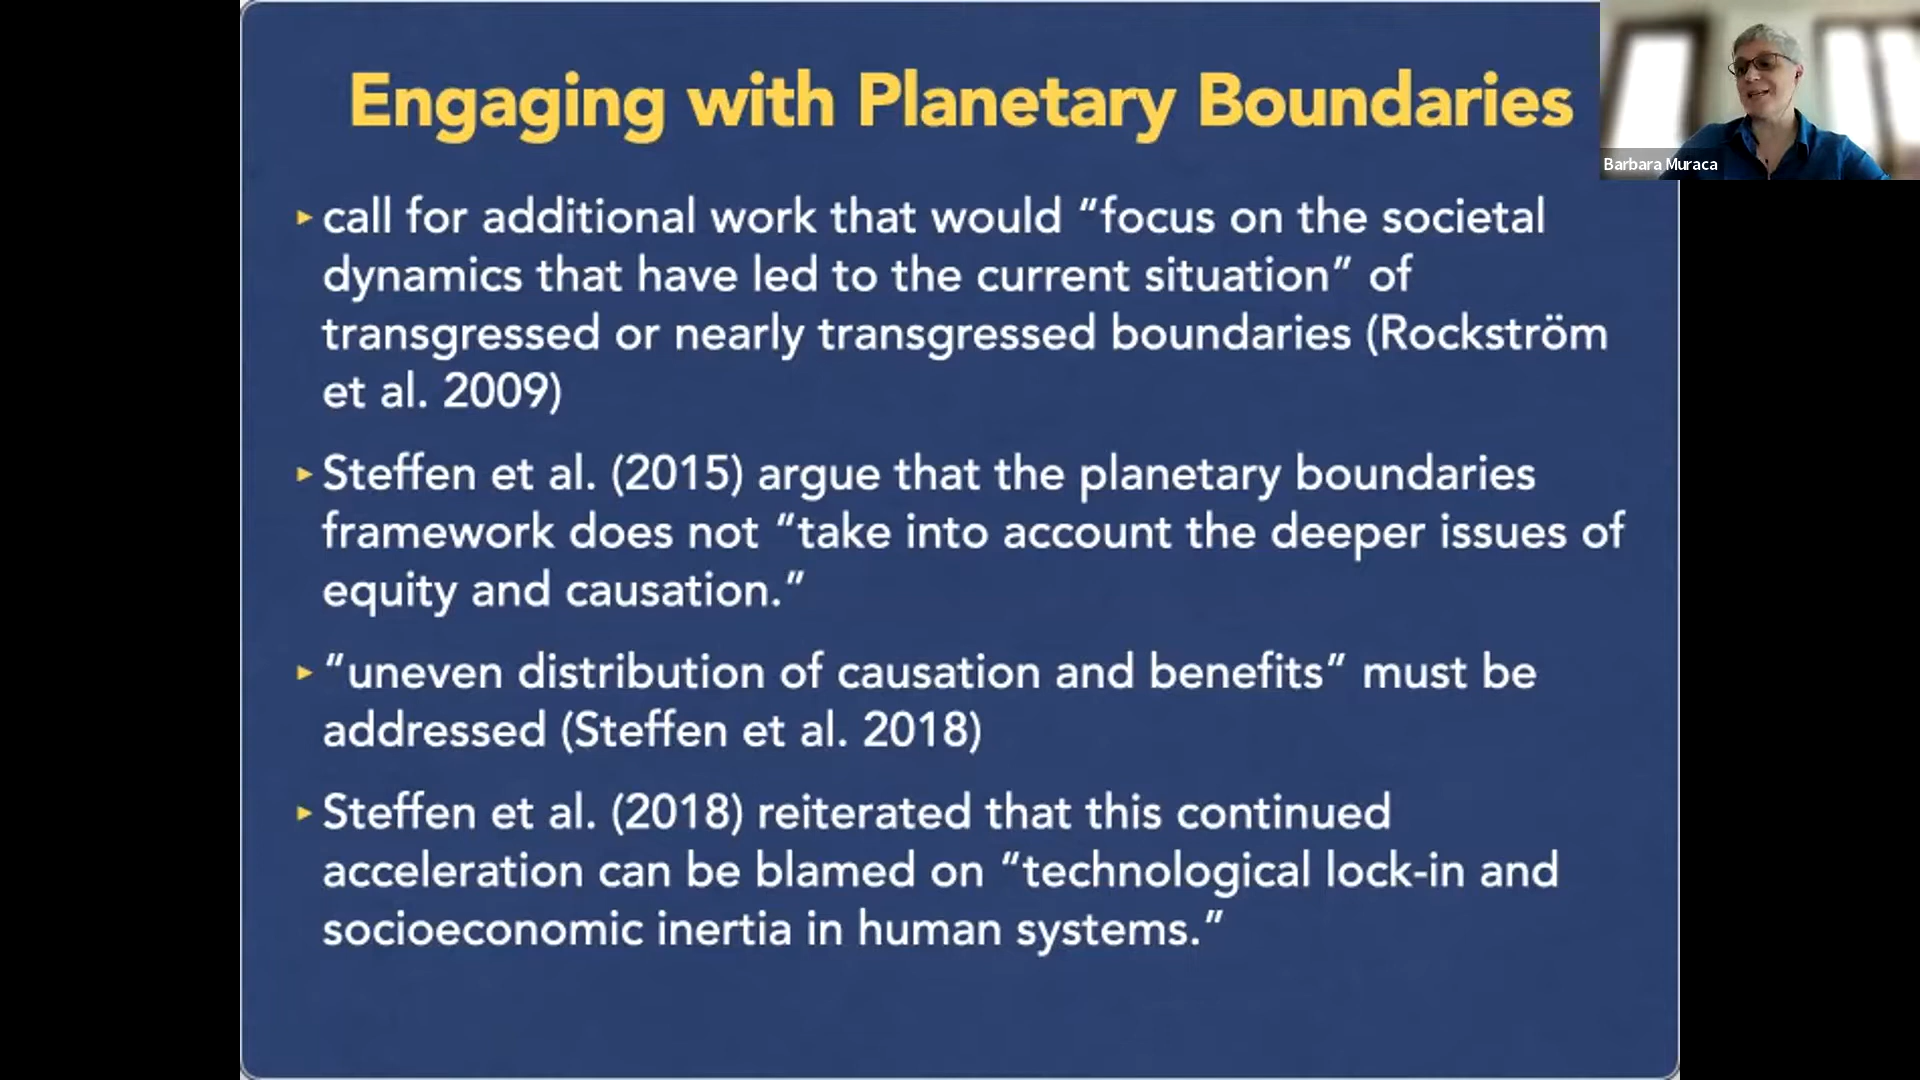 Engaging with Planetary Boundaries
Barbara Muraca
▸ call for additional work that would “focus on the societal
dynamics that have led to the current situation” of
transgressed or nearly transgressed boundaries (Rockström
et al. 2009)
▸ Steffen et al. (2015) argue that the planetary boundaries
framework does not “take into account the deeper issues of
equity and causation.”
▸ “uneven distribution of causation and benefits” must be
addressed (Steffen et al. 2018)
▸ Steffen et al. (2018) reiterated that this continued
acceleration can be blamed on “technological lock-in and
socioeconomic inertia in human systems.”